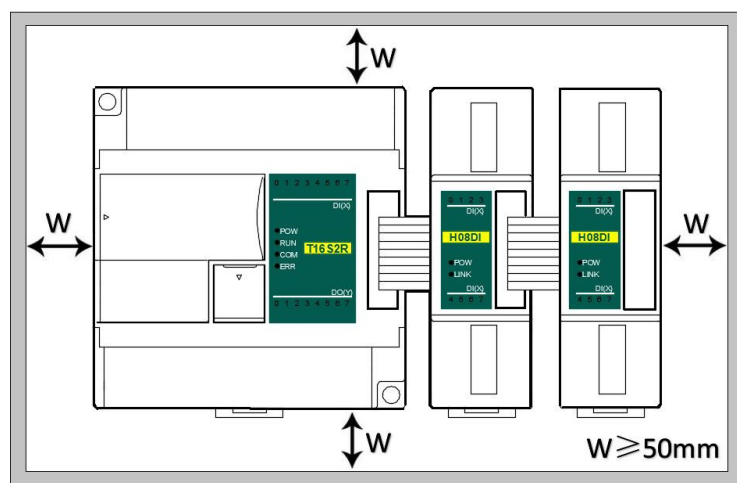 W
0 1 2 3 4 5 6 7
DI(X)
POW
RUN
COM
ERR
T16S2R
DO(Y)
0 1 2 3 4 5 6 7
0 1 2 3
DI(X)
H08DI
POW
LINK
DI(X)
4 5 6 7
0 1 2 3
DI(X)
H08DI
POW
LINK
DI(X)
4 5 6 7
W
W
W
W≥50mm